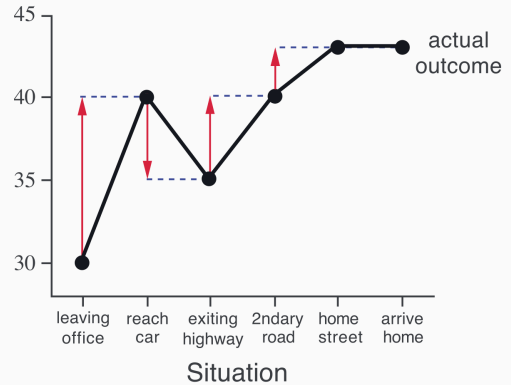 45
40
35
30
actual
outcome
leaving
office
reach
car
exiting
highway
2ndary
road
home
street
arrive
home
Situation